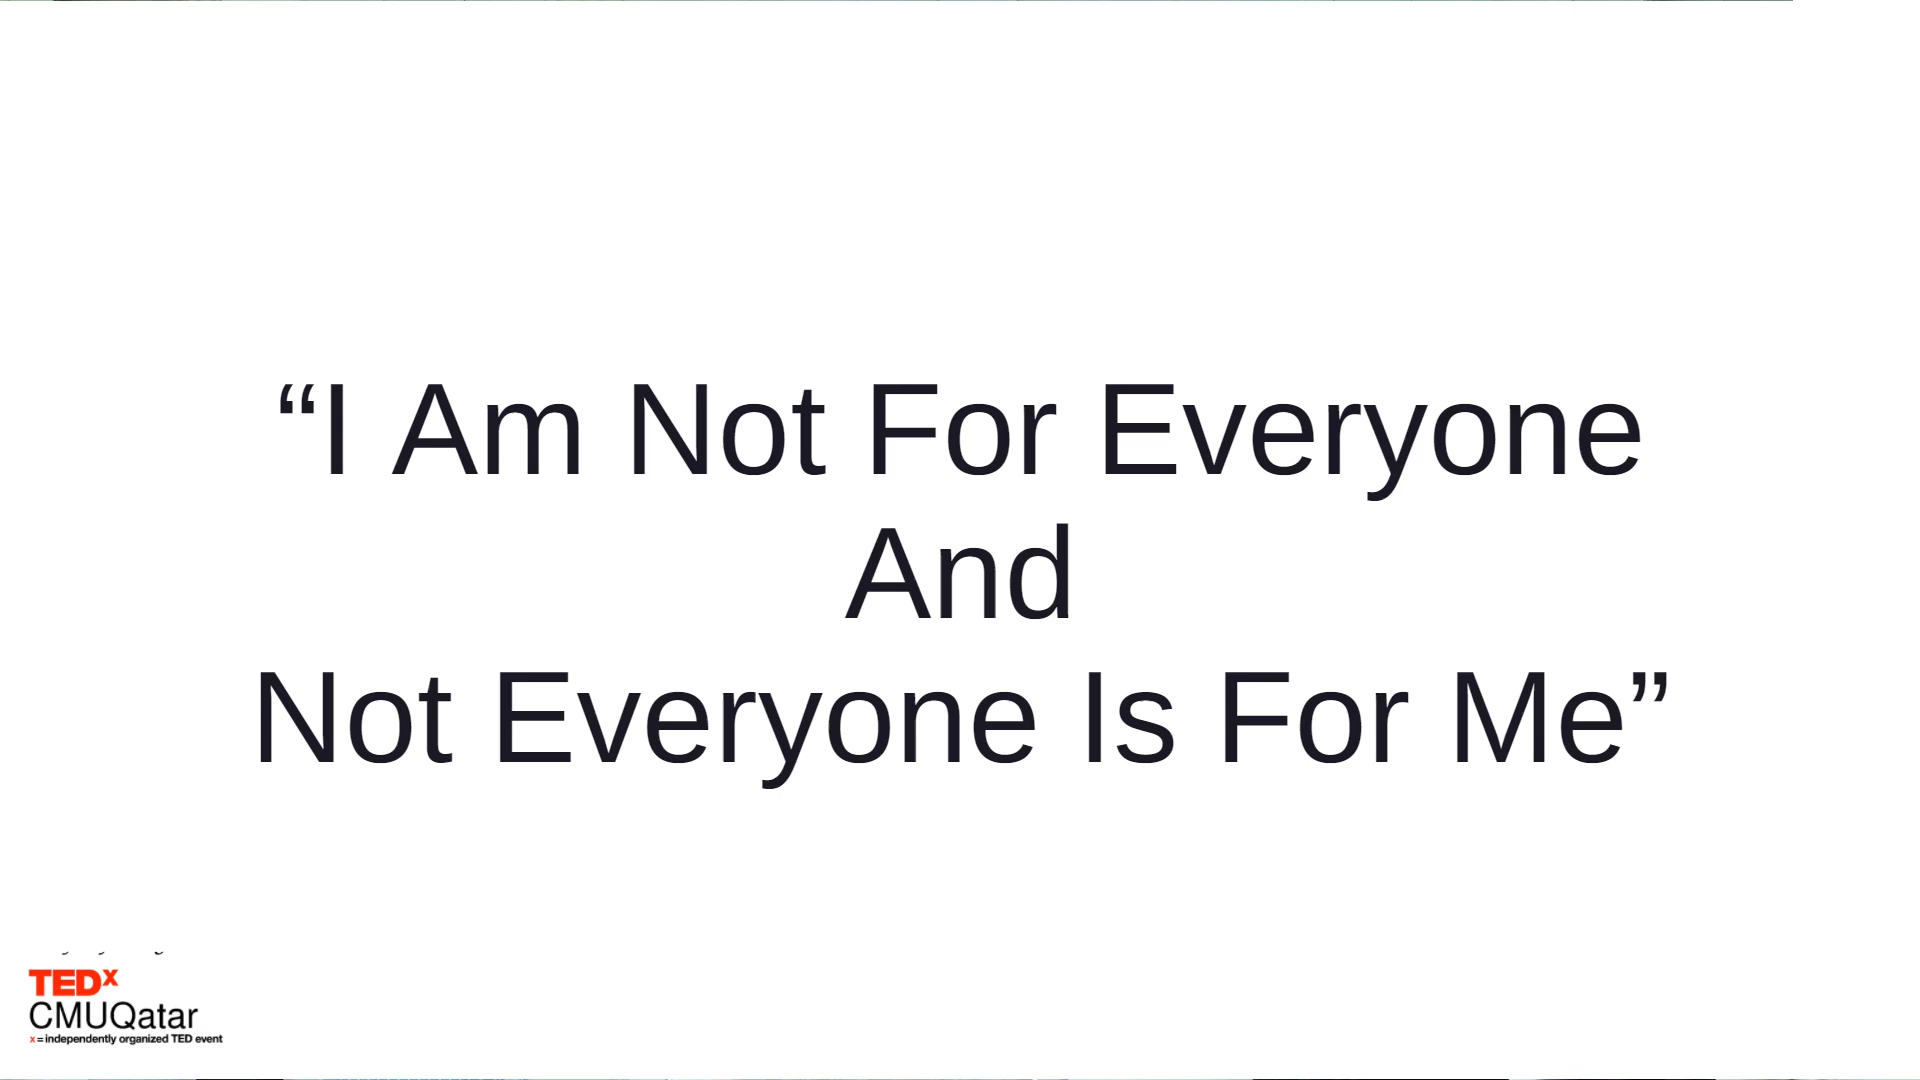 “I Am Not For Everyone
And
Not Everyone Is For Me”
TEDx
CMUQatar
x = independently organized TED event